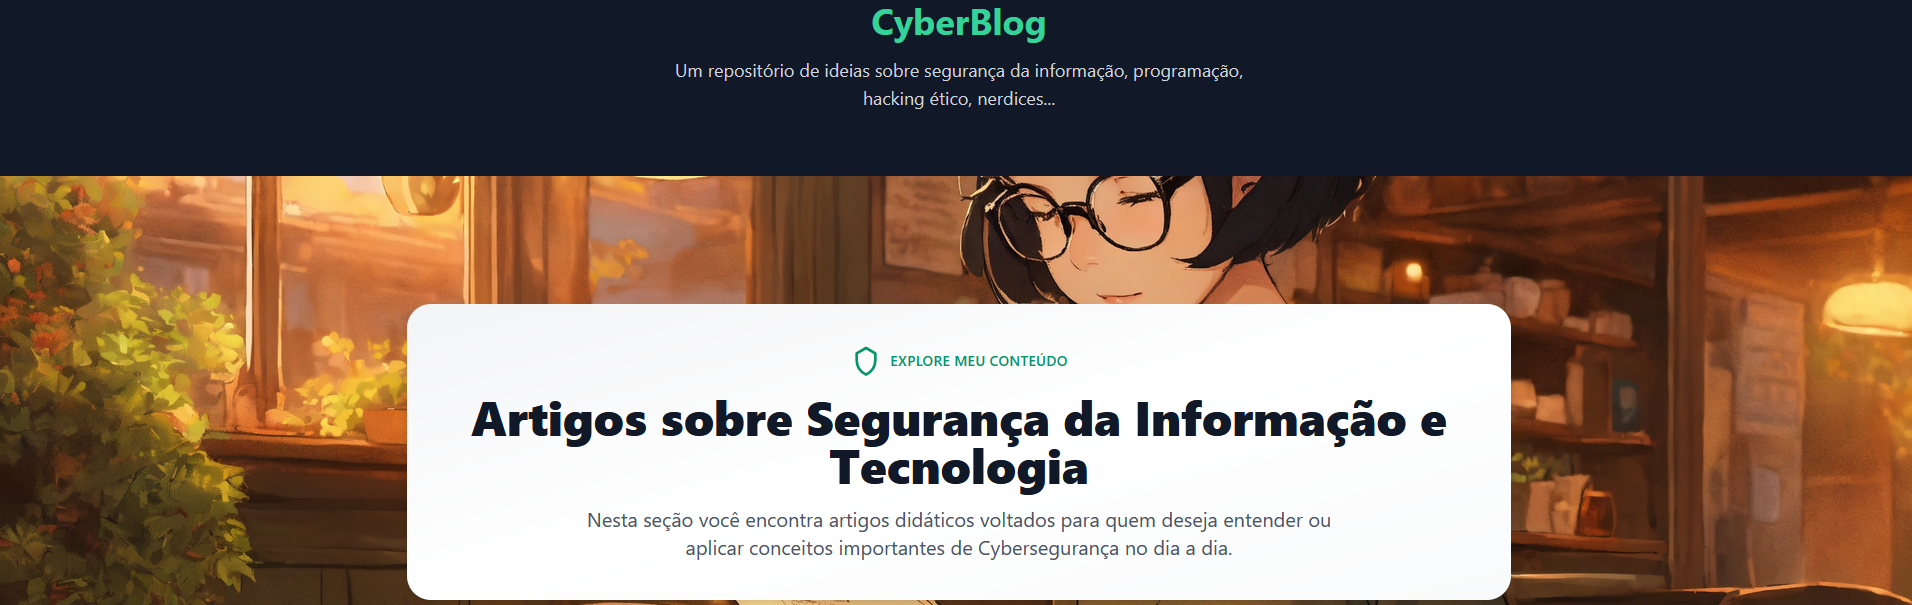 CyberBlog
Um repositório de ideias sobre segurança da informação, programação,
hacking ético, nerdices...
EXPLORE MEU CONTEÚDO
Artigos sobre Segurança da Informação e
Tecnologia
Nesta seção você encontra artigos didáticos voltados para quem deseja entender ou
aplicar conceitos importantes de Cybersegurança no dia a dia.